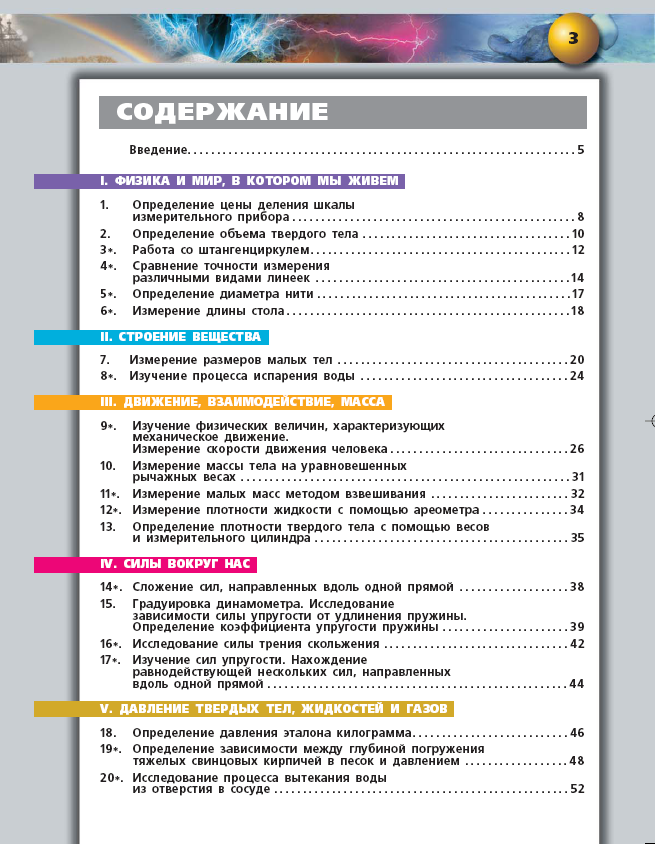 3
СОДЕРЖАНИЕ
Введение. . . . . . . . . . . . . . . . . . . . . . . . . . . . . . . . 5
I. ФИЗИКА И МИР, В КОТОРОМ МЫ ЖИВЕМ
1. Определение цены деления шкалы
измерительного прибора . . . . . . . . . . . . . . . . . . . . 8
2. Определение объема твердого тела . . . . . . . . . . . . . . . . 10
3*. Работа со штангенциркулем. . . . . . . . . . . . . . . . . . . . 12
4*. Сравнение точности измерения
различными видами линеек . . . . . . . . . . . . . . . . . . . . 14
5*. Определение диаметра нити . . . . . . . . . . . . . . . . . . . . 17
6*. Измерение длины стола . . . . . . . . . . . . . . . . . . . . 18
II. СТРОЕНИЕ ВЕЩЕСТВА
7. Измерение размеров малых тел . . . . . . . . . . . . . . . . . . . . 20
8*. Изучение процесса испарения воды . . . . . . . . . . . . . . . . 24
III. ДВИЖЕНИЕ, ВЗАИМОДЕЙСТВИЕ, МАССА
9*. Изучение физических величин, характеризующих
механическое движение.
Измерение скорости движения человека . . . . . . . . . . . . . . . . 26
10. Измерение массы тела на уравновешенных
рычажных весах . . . . . . . . . . . . . . . . . . . . 31
11*. Измерение малых масс методом взвешивания . . . . . . . . . . . . 32
12*. Измерение плотности жидкости с помощью ареометра . . . . . . . . 34
13. Определение плотности твердого тела с помощью весов
и измерительного цилиндра . . . . . . . . . . . . . . . . . . . . 35
IV. СИЛЫ ВОКРУГ НАС
14*. Сложение сил, направленных вдоль одной прямой . . . . . . . . . . 38
15. Градуировка динамометра. Исследование
зависимости силы упругости от удлинения пружины.
Определение коэффициента упругости пружины . . . . . . . . . . . . 39
16*. Исследование силы трения скольжения . . . . . . . . . . . . . . . . 42
17*. Изучение сил упругости. Нахождение
равнодействующей нескольких сил, направленных
вдоль одной прямой . . . . . . . . . . . . . . . . . . . . 44
V. ДАВЛЕНИЕ ТВЕРДЫХ ТЕЛ, ЖИДКОСТЕЙ И ГАЗОВ
18. Определение давления эталона килограмма. . . . . . . . . . . . . . 46
19*. Определение зависимости между глубиной погружения
тяжелых свинцовых кирпичей в песок и давлением . . . . . . . . . . 48
20*. Исследование процесса вытекания воды
из отверстия в сосуде . . . . . . . . . . . . . . . . . . . . 52